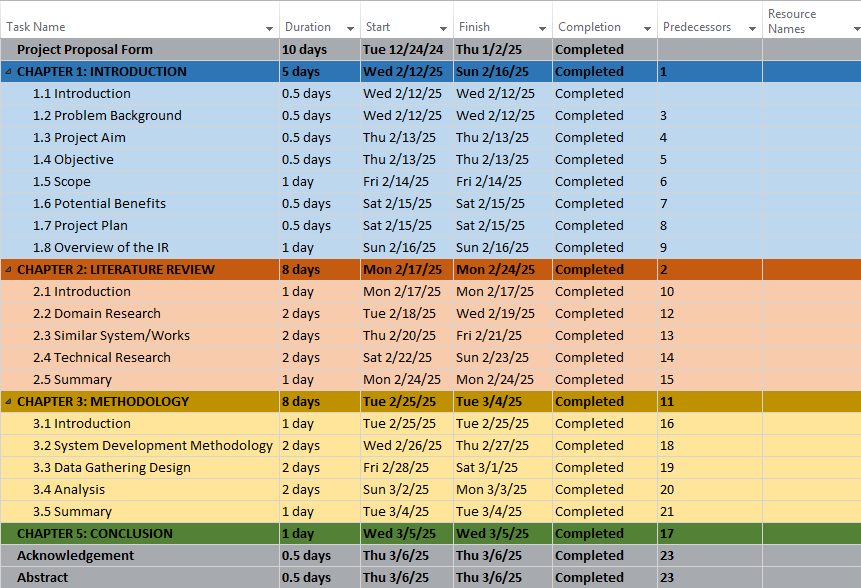 Task Name Duration Start Finish Completion Predecessors Resource Names
Project Proposal Form 10 days Tue 12/24/24 Thu 1/2/25 Completed
CHAPTER 1: INTRODUCTION 5 days Wed 2/12/25 Sun 2/16/25 Completed 1
1.1 Introduction 0.5 days Wed 2/12/25 Wed 2/12/25 Completed
1.2 Problem Background 0.5 days Wed 2/12/25 Wed 2/12/25 Completed 3
1.3 Project Aim 0.5 days Thu 2/13/25 Thu 2/13/25 Completed 4
1.4 Objective 0.5 days Thu 2/13/25 Thu 2/13/25 Completed 5
1.5 Scope 1 day Fri 2/14/25 Fri 2/14/25 Completed 6
1.6 Potential Benefits 0.5 days Sat 2/15/25 Sat 2/15/25 Completed 7
1.7 Project Plan 0.5 days Sat 2/15/25 Sat 2/15/25 Completed 8
1.8 Overview of the IR 1 day Sun 2/16/25 Sun 2/16/25 Completed 9
CHAPTER 2: LITERATURE REVIEW 8 days Mon 2/17/25 Mon 2/24/25 Completed 2
2.1 Introduction 1 day Mon 2/17/25 Mon 2/17/25 Completed 10
2.2 Domain Research 2 days Tue 2/18/25 Wed 2/19/25 Completed 12
2.3 Similar System/Works 2 days Thu 2/20/25 Fri 2/21/25 Completed 13
2.4 Technical Research 2 days Sat 2/22/25 Sun 2/23/25 Completed 14
2.5 Summary 1 day Mon 2/24/25 Mon 2/24/25 Completed 15
CHAPTER 3: METHODOLOGY 8 days Tue 2/25/25 Tue 3/4/25 Completed 11
3.1 Introduction 1 day Tue 2/25/25 Tue 2/25/25 Completed 16
3.2 System Development Methodology 2 days Wed 2/26/25 Thu 2/27/25 Completed 18
3.3 Data Gathering Design 2 days Fri 2/28/25 Sat 3/1/25 Completed 19
3.4 Analysis 2 days Sun 3/2/25 Mon 3/3/25 Completed 20
3.5 Summary 1 day Tue 3/4/25 Tue 3/4/25 Completed 21
CHAPTER 5: CONCLUSION 1 day Wed 3/5/25 Wed 3/5/25 Completed 17
Acknowledgement 0.5 days Thu 3/6/25 Thu 3/6/25 Completed 23
Abstract 0.5 days Thu 3/6/25 Thu 3/6/25 Completed 23